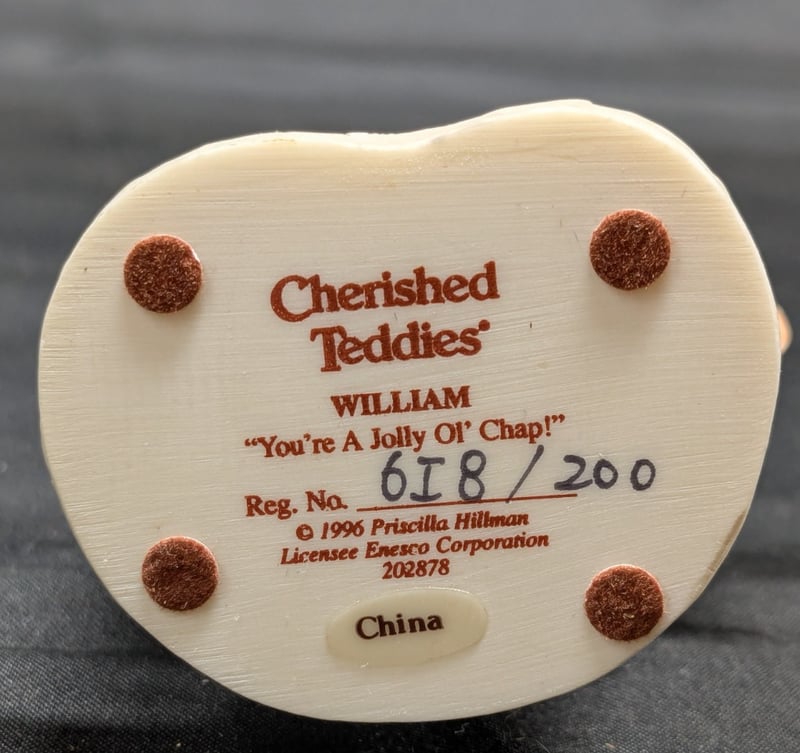 Cherished
Teddies®
WILLIAM
“You're A Jolly Ol' Chap!”
Reg. No. 6I8/200
© 1996 Priscilla Hillman
Licensee Enesco Corporation
202878
China